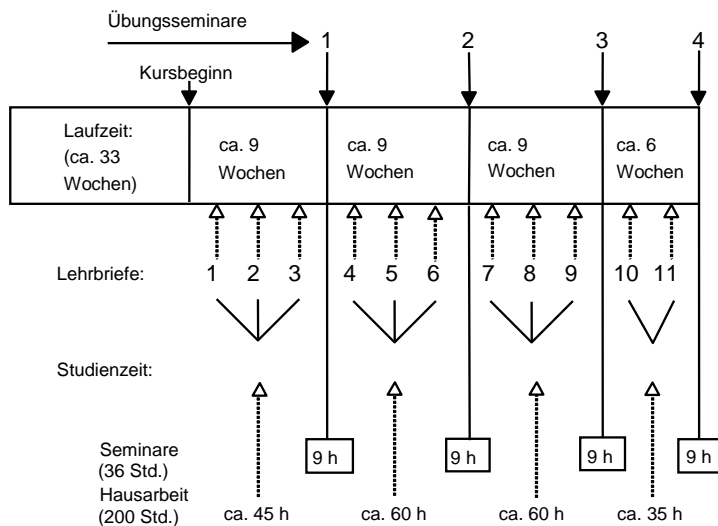 Übungsseminare
1 2 3 4
Kursbeginn
Laufzeit:
(ca. 33
Wochen)
ca. 9
Wochen
ca. 9
Wochen
ca. 9
Wochen
ca. 6
Wochen
Lehrbriefe:
1 2 3 4 5 6 7 8 9 10 11
Studienzeit:
Seminare
(36 Std.)
9 h 9 h 9 h 9 h
Hausarbeit
(200 Std.)
ca. 45 h ca. 60 h ca. 60 h ca. 35 h